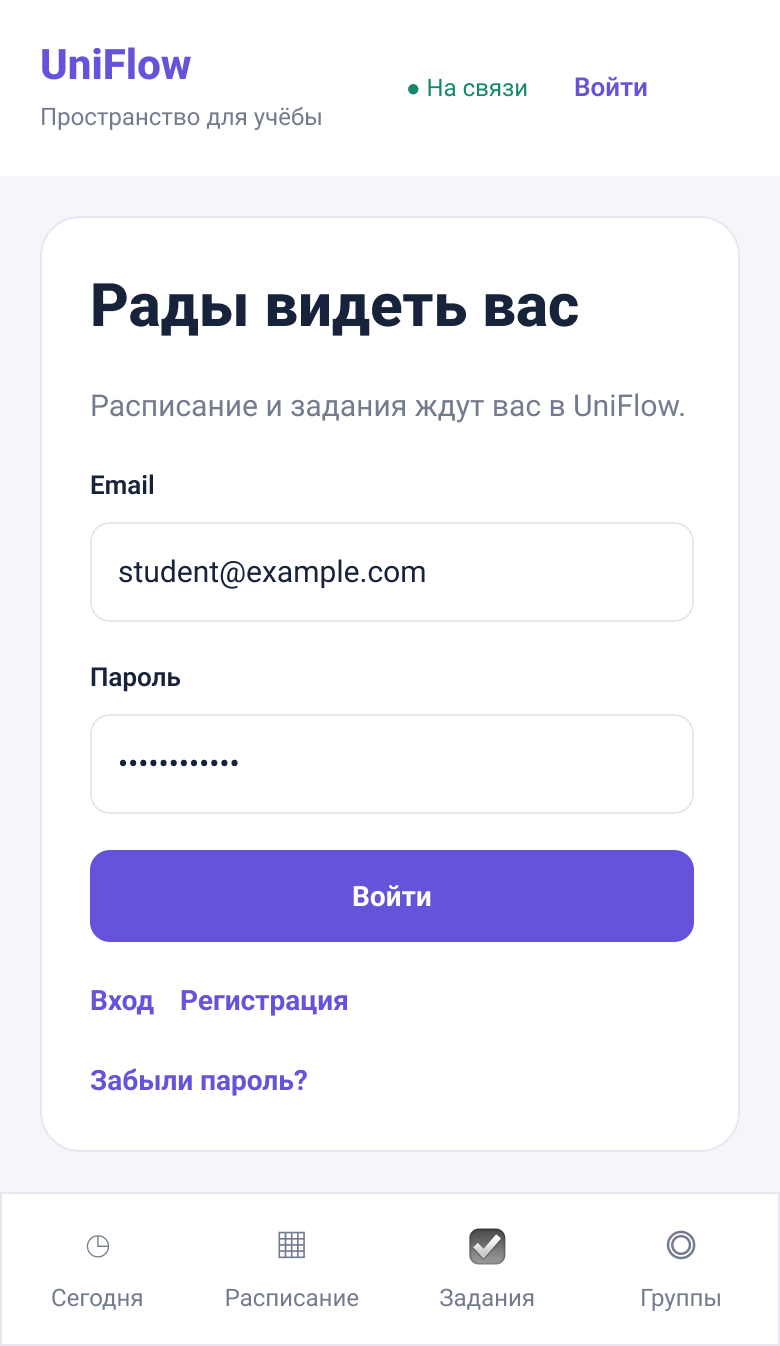 UniFlow
Пространство для учёбы
● На связи
Войти
Рады видеть вас
Расписание и задания ждут вас в UniFlow.
Email
student@example.com
Пароль
••••••••••••
Войти
Вход Регистрация
Забыли пароль?
Сегодня Расписание Задания Группы